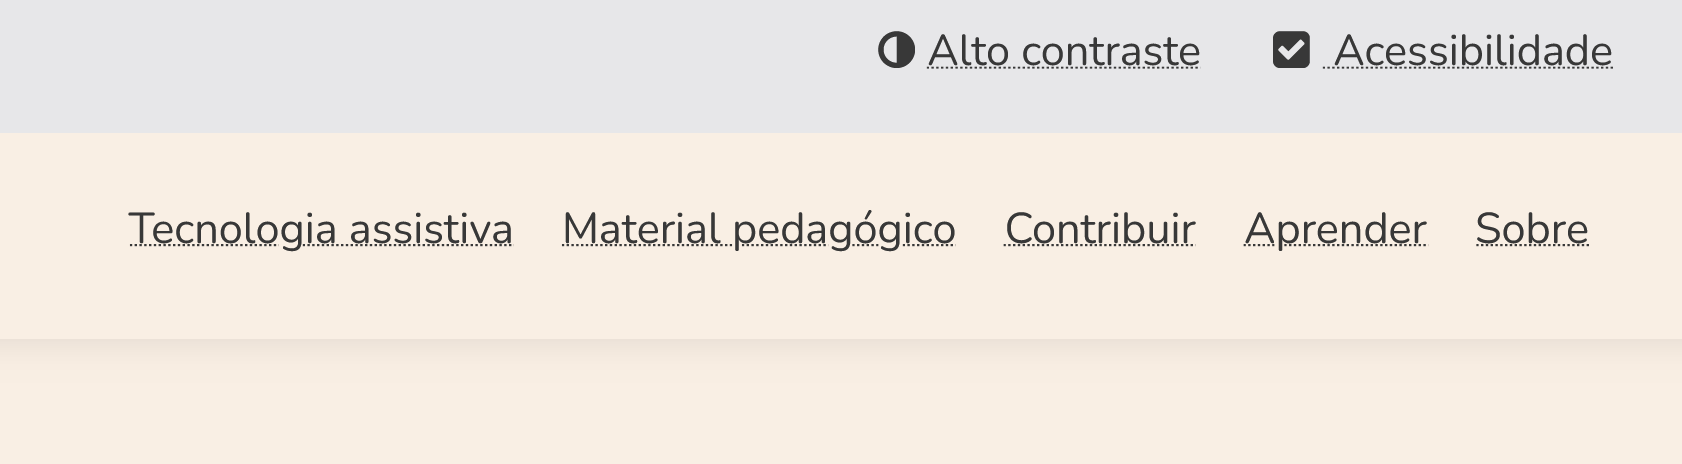 Alto contraste Acessibilidade
Tecnologia assistiva Material pedagógico Contribuir Aprender Sobre